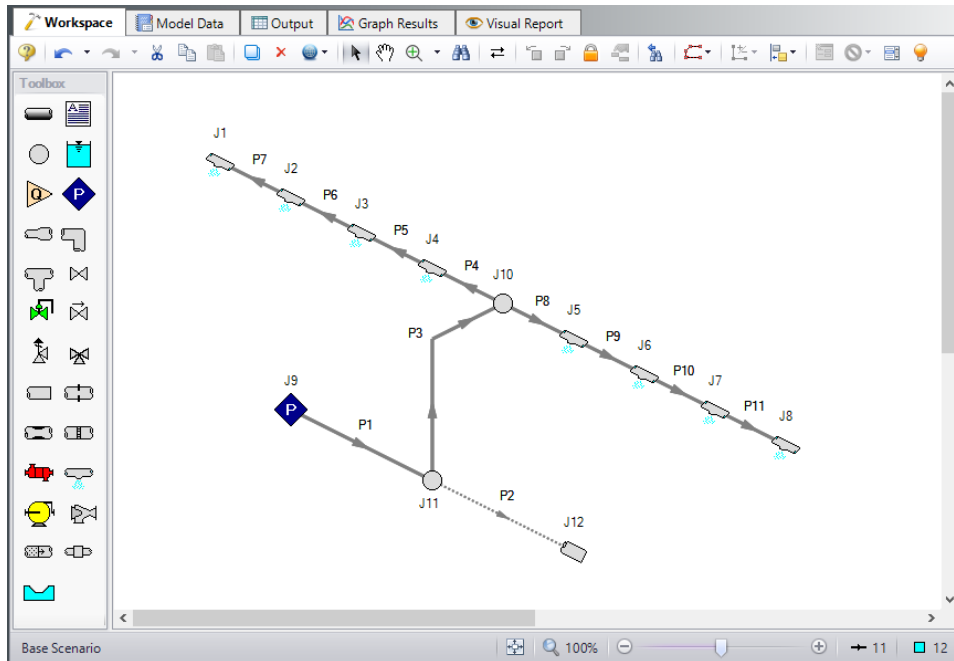 Workspace
Model Data
Output
Graph Results
Visual Report
Toolbox
A
Q
P
J1
P7
J2
P6
J3
P5
J4
P4
J10
P8
J5
P3
P9
J6
P10
J7
J9
P
P11
J8
P1
P2
J11
J12
Base Scenario
100%
11
12